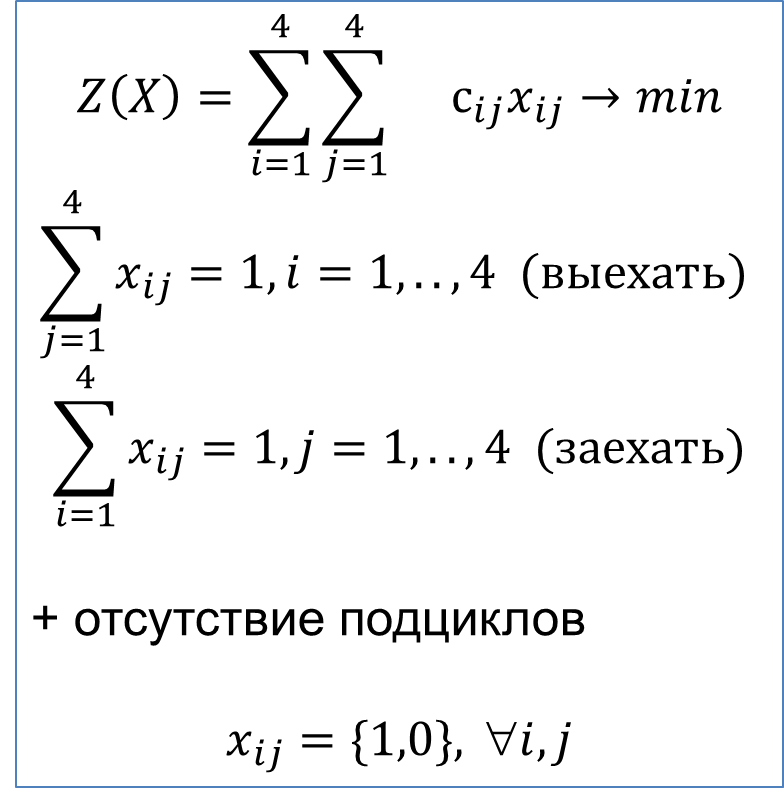 Z(X) = ∑_{i=1}^{4} ∑_{j=1}^{4} c_{ij}x_{ij} → min
∑_{j=1}^{4} x_{ij} = 1, i = 1,..,4 (выехать)
∑_{i=1}^{4} x_{ij} = 1, j = 1,..,4 (заехать)
+ отсутствие подциклов
x_{ij} = {1,0}, ∀i,j